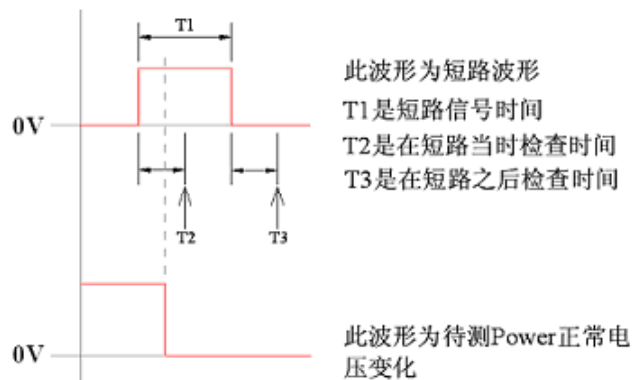 T1
此波形为短路波形
0V
T1是短路信号时间
T2是在短路当时检查时间
T3是在短路之后检查时间
T2
T3
此波形为待测Power正常电
0V
压变化